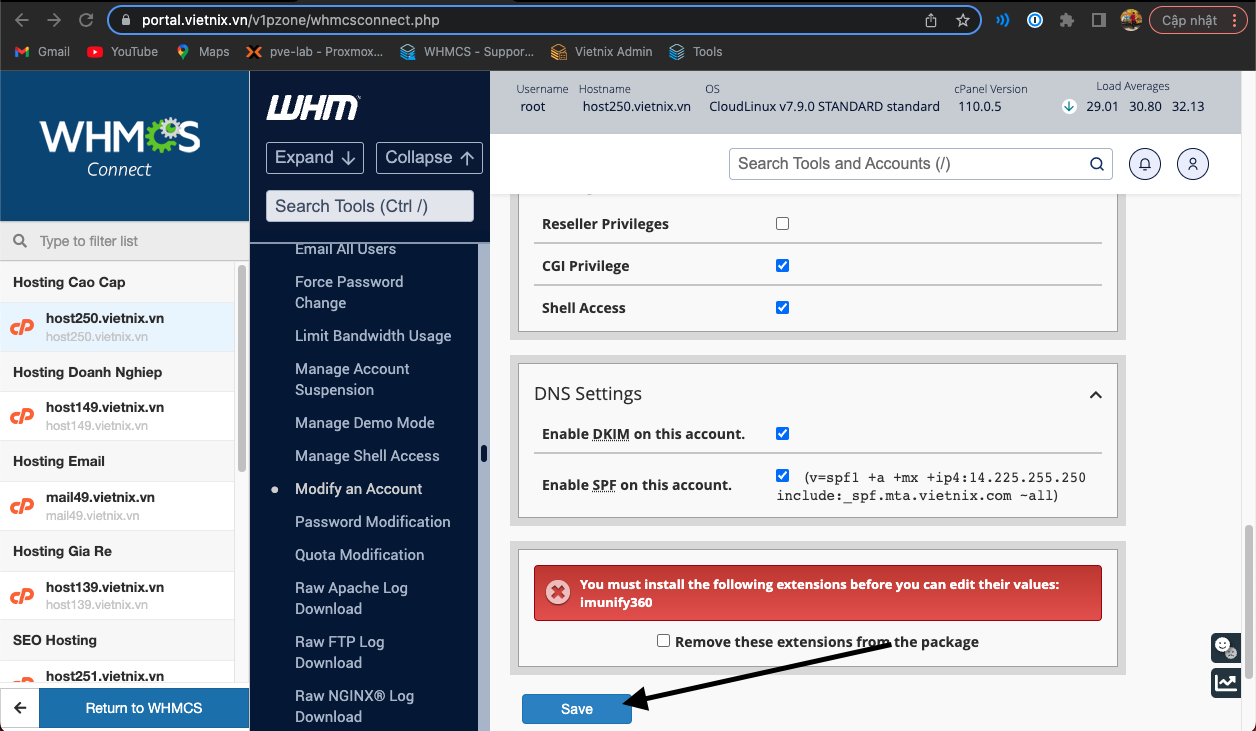 portal.vietnix.vn/v1pzone/whmcsconnect.php
Cập nhật
Gmail
YouTube
Maps
pve-lab - Proxmox...
WHMCS - Suppor...
Vietnix Admin
Tools
WHMCS
Connect
Type to filter list
Hosting Cao Cap
host250.vietnix.vn
host250.vietnix.vn
Hosting Doanh Nghiep
host149.vietnix.vn
host149.vietnix.vn
Hosting Email
mail49.vietnix.vn
mail49.vietnix.vn
Hosting Gia Re
host139.vietnix.vn
host139.vietnix.vn
SEO Hosting
host251.vietnix.vn
Return to WHMCS
WHM
Expand
Collapse
Search Tools (Ctrl /)
Email All Users
Force Password
Change
Limit Bandwidth Usage
Manage Account
Suspension
Manage Demo Mode
Manage Shell Access
Modify an Account
Password Modification
Quota Modification
Raw Apache Log
Download
Raw FTP Log
Download
Raw NGINX® Log
Download
Username Hostname OS cPanel Version Load Averages
root host250.vietnix.vn CloudLinux v7.9.0 STANDARD standard 110.0.5 29.01 30.80 32.13
Search Tools and Accounts (/)
Reseller Privileges
CGI Privilege
Shell Access
DNS Settings
Enable DKIM on this account.
Enable SPF on this account.
(v=spf1 +a +mx +ip4:14.225.255.250
include:_spf.mta.vietnix.com ~all)
You must install the following extensions before you can edit their values:
imunify360
Remove these extensions from the package
Save